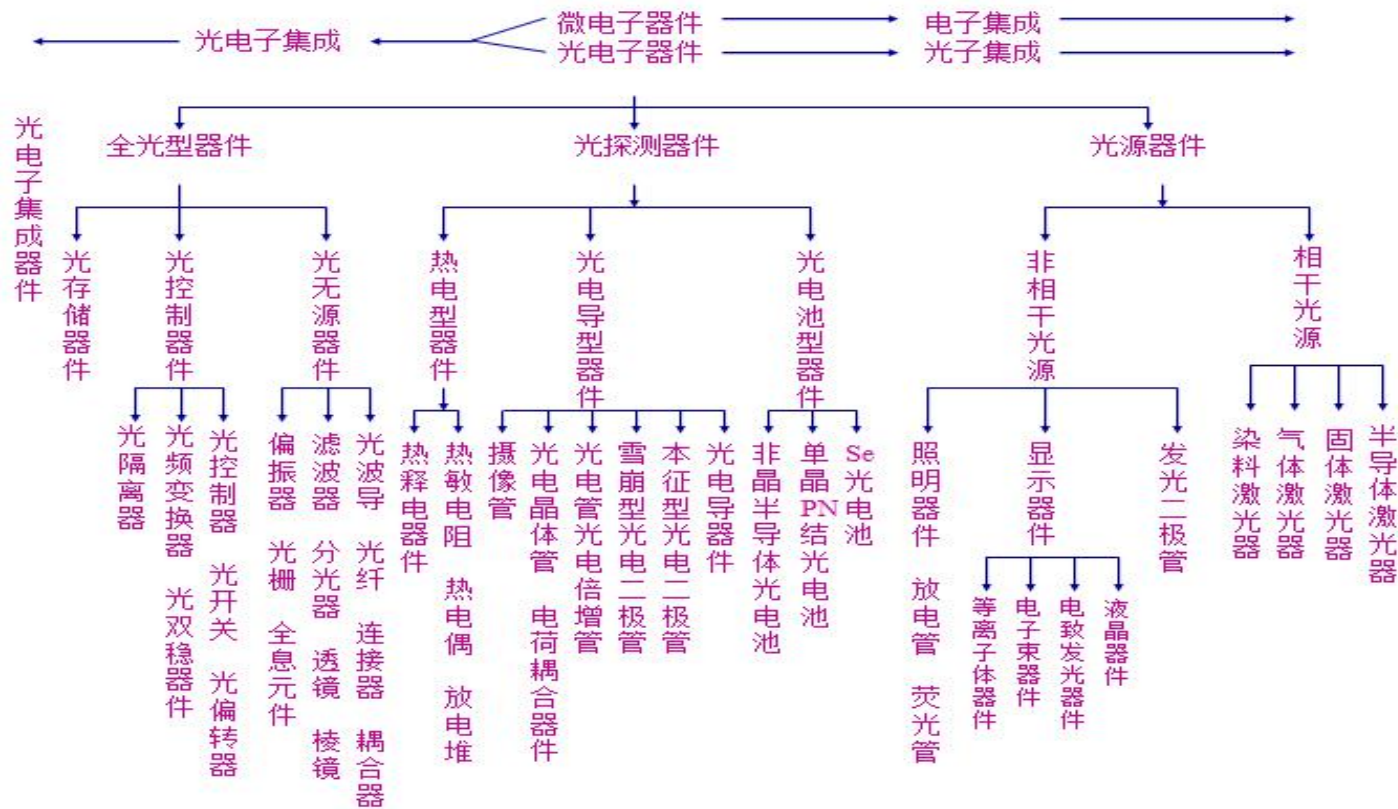 光电子集成
微电子器件
电子集成
光电子器件
光子集成
光电子集成器件
全光型器件
光探测器件
光源器件
光存储器件
光控制器件
光无源器件
热电型器件
光电导型器件
光电池型器件
非相干光源
相干光源
光隔离器
光频变换器 光双稳器件
光控制器 光开关 光偏转器
偏振器 光栅 全息元件
滤波器 分光器 透镜 棱镜
光波导 光纤 连接器 耦合器
热释电器件
热敏电阻 热电偶 放电堆
摄像管
光电晶体管 电荷耦合器件
光电管光电倍增管
雪崩型光电二极管
本征型光电二极管
光电导器件
非晶半导体光电池
单晶PN结光电池
Se光电池
照明器件 放电管 荧光管
显示器件
发光二极管
等离子体器件
电子束器件
电致发光器件
液晶器件
染料激光器
气体激光器
固体激光器
半导体激光器